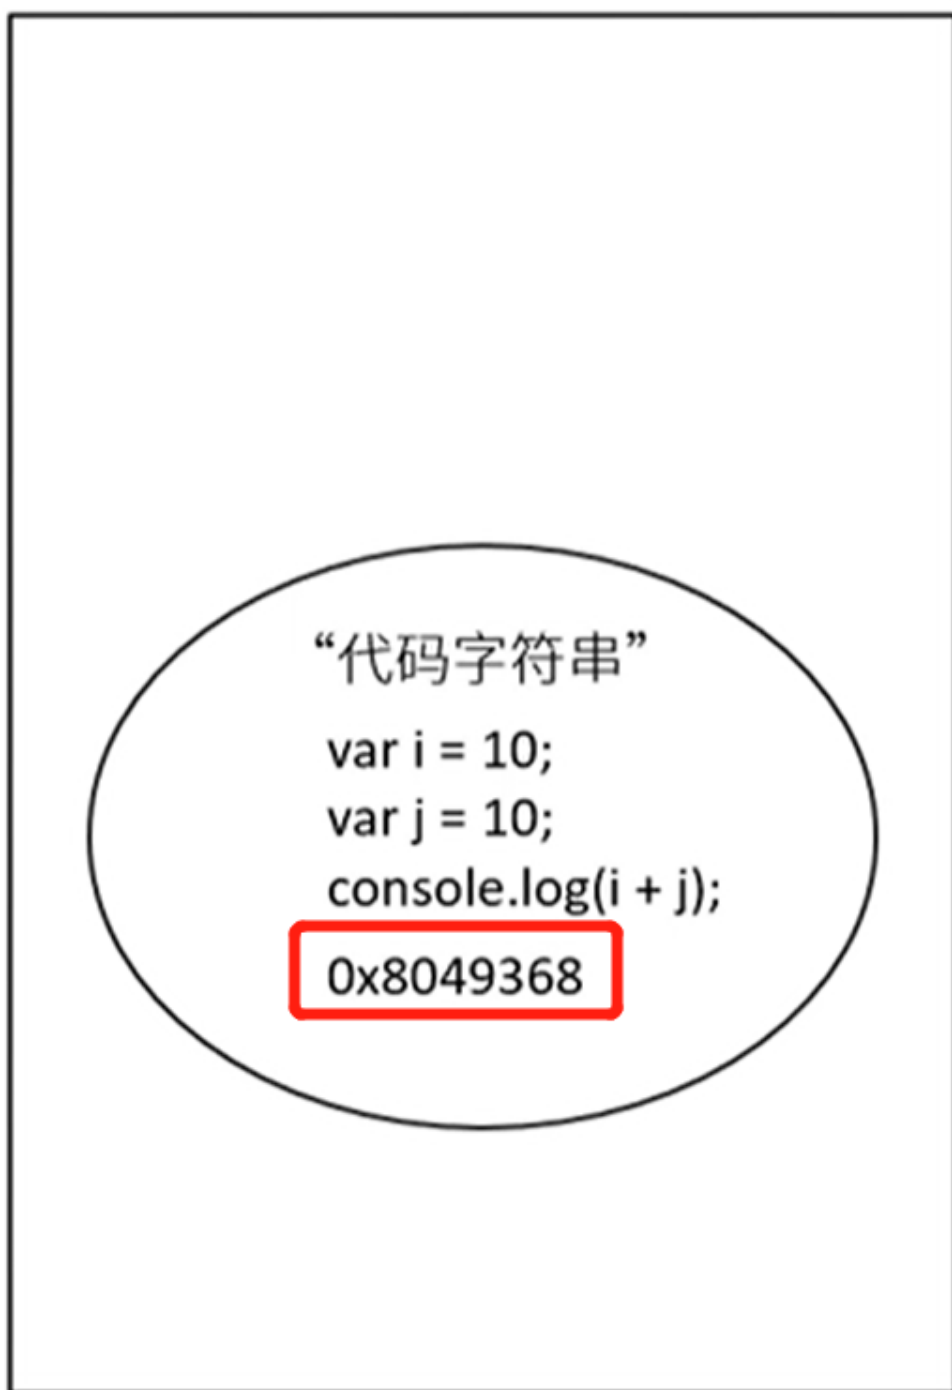 “代码字符串”
var i = 10;
var j = 10;
console.log(i + j);
0x8049368